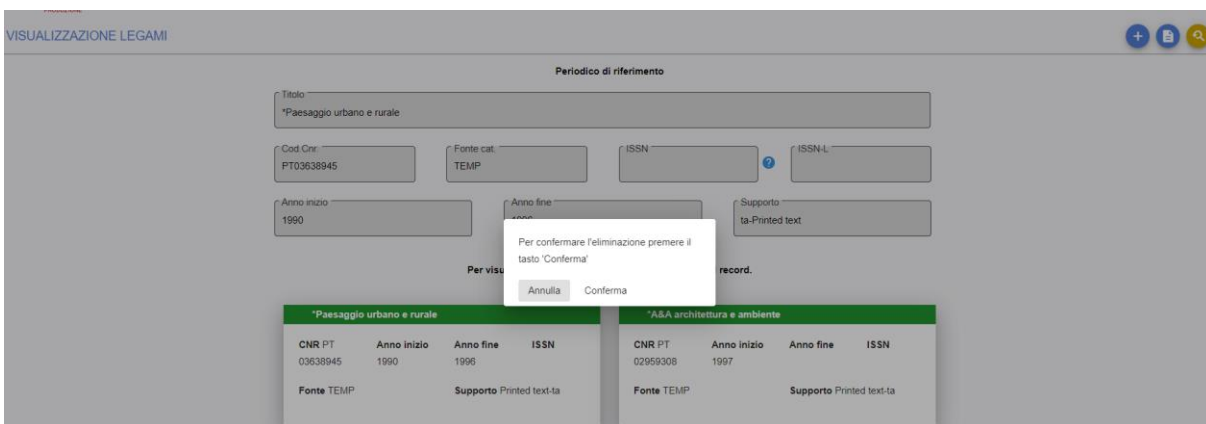 VISUALIZZAZIONE LEGAMI
Periodico di riferimento
Titolo
*Paesaggio urbano e rurale
Cod.Cnr. Fonte cat. ISSN ISSN-L
PT03638945 TEMP ?
Anno inizio Anno fine Supporto
1990 ta-Printed text
Per confermare l'eliminazione premere il
tasto 'Conferma'
Per record.
Annulla Conferma
*Paesaggio urbano e rurale *A&A architettura e ambiente
CNR PT Anno inizio Anno fine ISSN CNR PT Anno inizio Anno fine ISSN
03638945 1990 1996 02959308 1997
Fonte TEMP Supporto Printed text-ta Fonte TEMP Supporto Printed text-ta